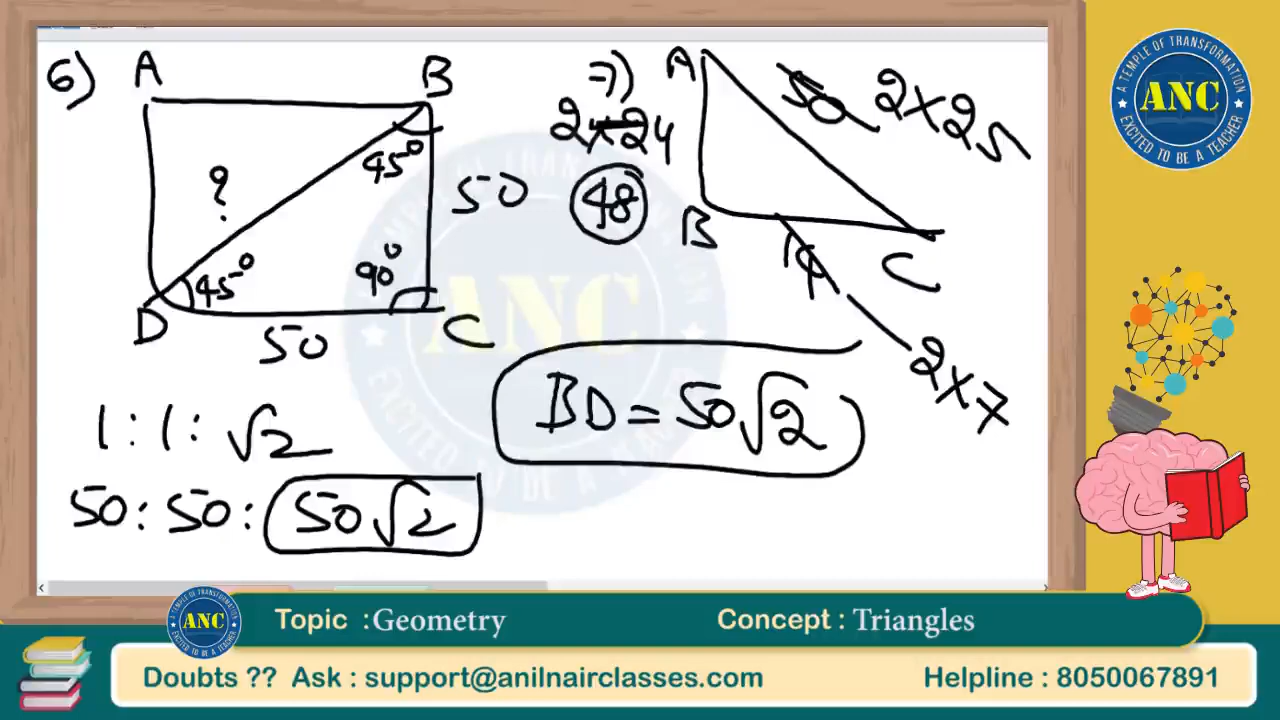 6)
A
B
45°
50
?
45°
90°
D
50
C
1 : 1 : √2
50 : 50 : 50√2
7)
2×24
48
A
50
2×25
B
14
C
2×7
BD = 50√2
A TEMPLE OF TRANSFORMATION
ANC
EXCITED TO BE A TEACHER
ANC
Topic : Geometry
Concept : Triangles
Doubts ?? Ask : support@anilnairclasses.com
Helpline : 8050067891